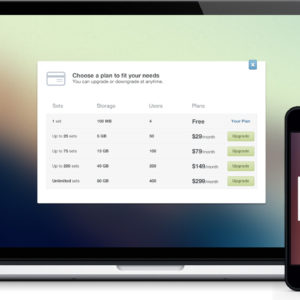 Choose a plan to fit your needs
You can upgrade or downgrade at anytime.
Sets Storage Users Plans
1 set 100 MB 4 Free Your Plan
Up to 25 sets 5 GB $29/month Upgrade
Up to 75 sets 15 GB 100 $79/month Upgrade
Up to sets 40 GB 200 $149/month Upgrade
Unlimited sets 80 GB 400 $299/month Upgrade